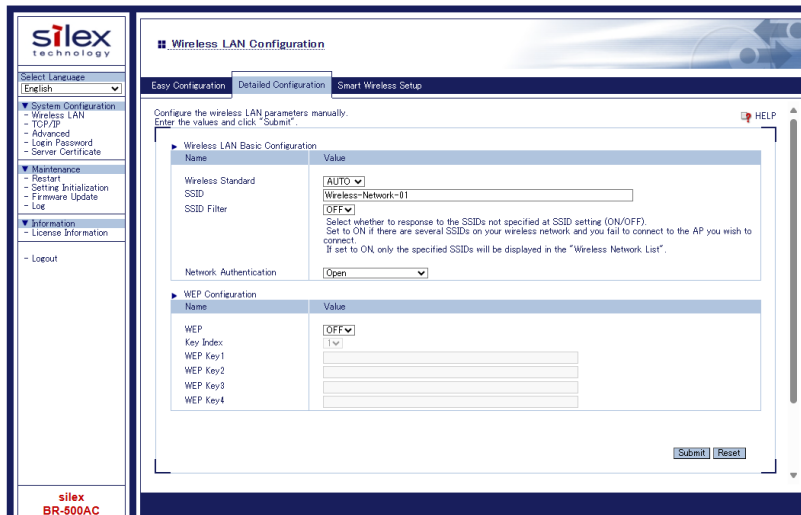 silex
technology
Select Language
English
▼ System Configuration
- Wireless LAN
- TCP/IP
- Advanced
- Login Password
- Server Certificate
▼ Maintenance
- Restart
- Setting Initialization
- Firmware Update
- Log
▼ Information
- License Information
- Logout
silex
BR-500AC
Wireless LAN Configuration
Easy Configuration Detailed Configuration Smart Wireless Setup
Configure the wireless LAN parameters manually.
Enter the values and click "Submit".
HELP
Wireless LAN Basic Configuration
Name Value
Wireless Standard AUTO
SSID Wireless-Network-01
SSID Filter OFF
Select whether to response to the SSIDs not specified at SSID setting (ON/OFF).
Set to ON if there are several SSIDs on your wireless network and you fail to connect to the AP you wish to
connect.
If set to ON, only the specified SSIDs will be displayed in the "Wireless Network List".
Network Authentication Open
WEP Configuration
Name Value
WEP OFF
Key Index 1
WEP Key1
WEP Key2
WEP Key3
WEP Key4
Submit Reset